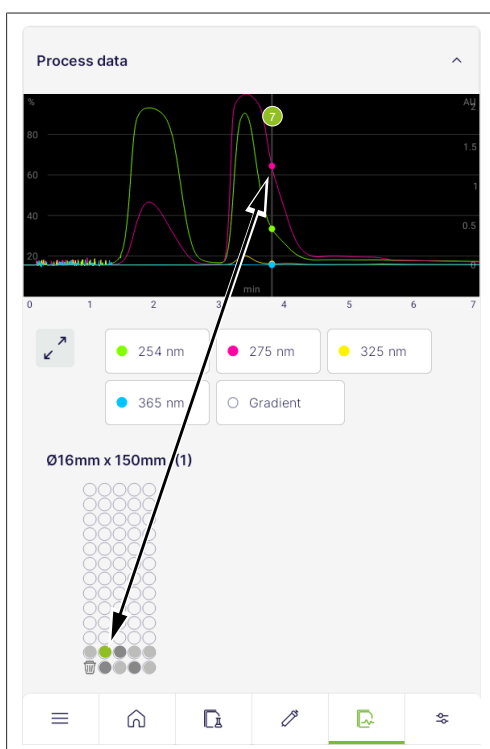 Process data
% AU
7 2
80
1.5
60 1
40
0.5
20 0
min
0 1 2 3 4 5 6 7
254 nm 275 nm 325 nm
365 nm Gradient
Ø16mm x 150mm (1)